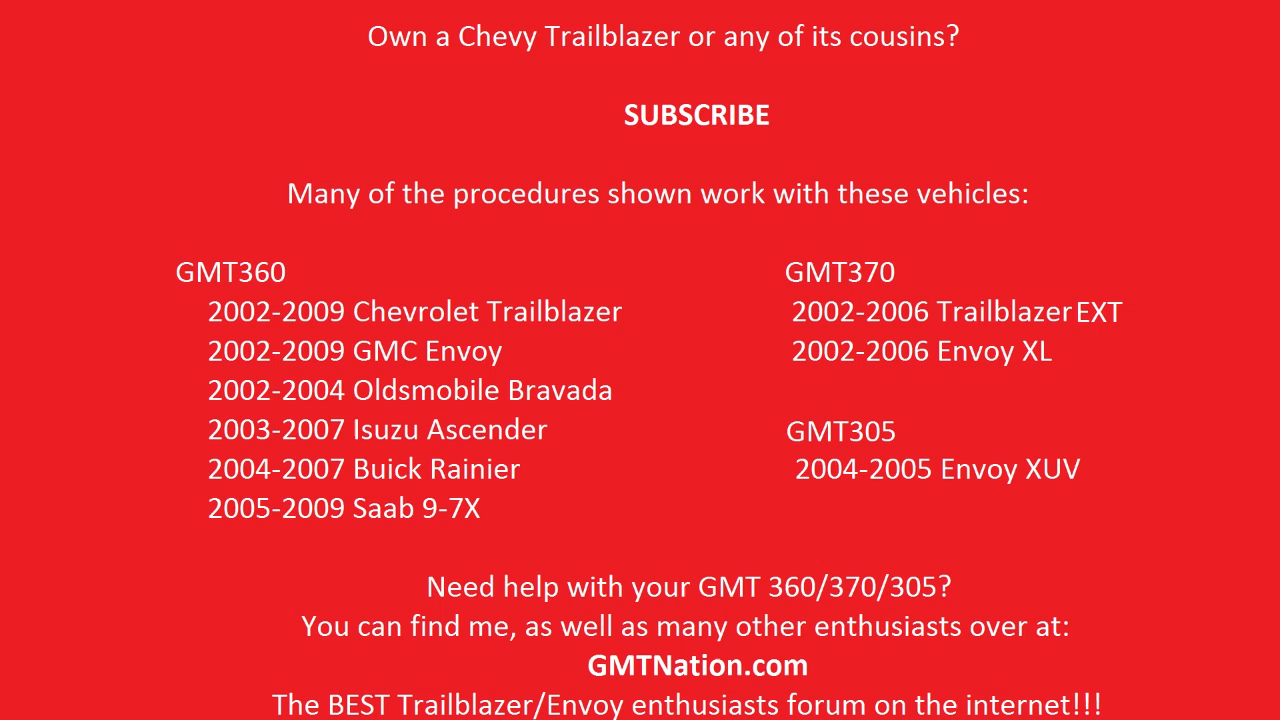 Own a Chevy Trailblazer or any of its cousins?
SUBSCRIBE
Many of the procedures shown work with these vehicles:
GMT360
2002-2009 Chevrolet Trailblazer
2002-2009 GMC Envoy
2002-2004 Oldsmobile Bravada
2003-2007 Isuzu Ascender
2004-2007 Buick Rainier
2005-2009 Saab 9-7X
GMT370
2002-2006 Trailblazer EXT
2002-2006 Envoy XL
GMT305
2004-2005 Envoy XUV
Need help with your GMT 360/370/305?
You can find me, as well as many other enthusiasts over at:
GMTNation.com
The BEST Trailblazer/Envoy enthusiasts forum on the internet!!!